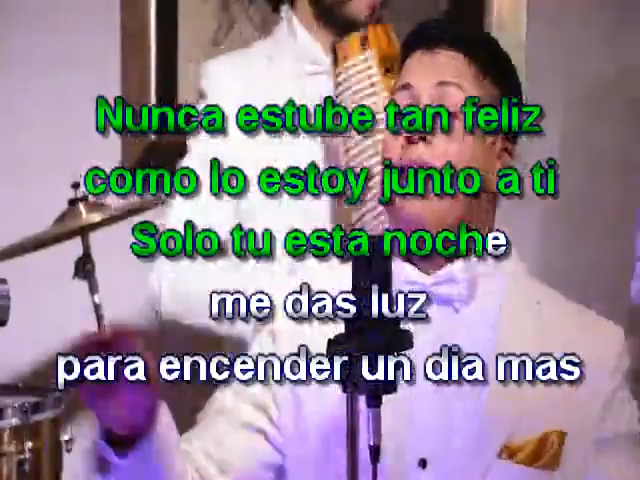 Nunca estube tan feliz
como lo estoy junto a ti
Solo tu esta noche
me das luz
para encender un dia mas